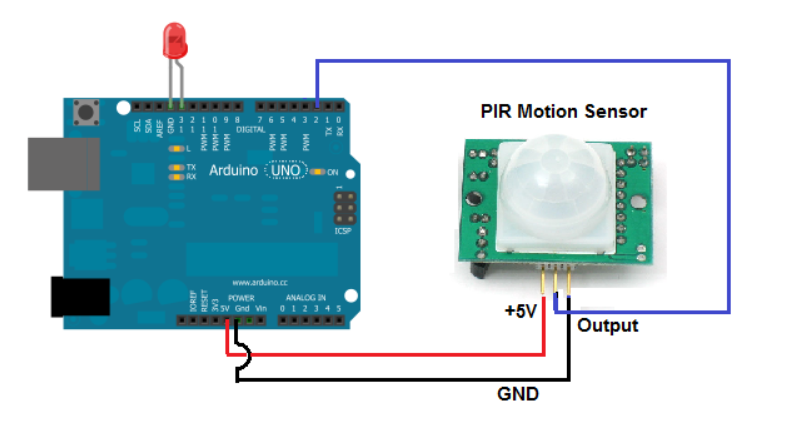 PIR Motion Sensor
SCL
SDA
AREF
GND
13
12
PWM 11
PWM 10
PWM 9
8
DIGITAL
7
PWM 6
PWM 5
4
PWM 3
2
TX 1
RX 0
L
TX
RX
Arduino UNO
ON
1
ICSP
www.arduino.cc
POWER
ANALOG IN
IOREF
RESET
3V3
5V
Gnd
Vin
0 1 2 3 4 5
+5V
Output
GND